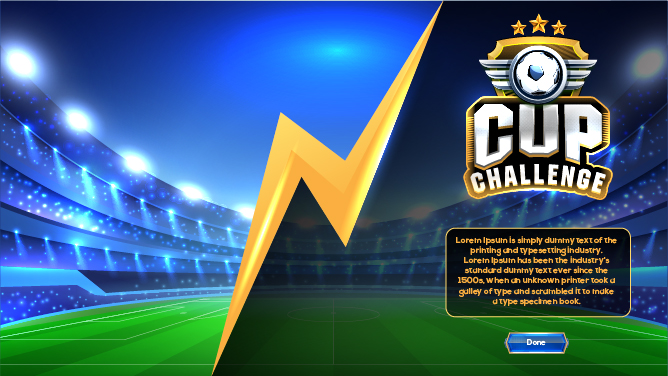 CUP
CHALLENGE
Lorem Ipsum is simply dummy text of the
printing and typesetting industry.
Lorem Ipsum has been the industry's
standard dummy text ever since the
1500s, when an unknown printer took a
galley of type and scrambled it to make
a type specimen book.
Done